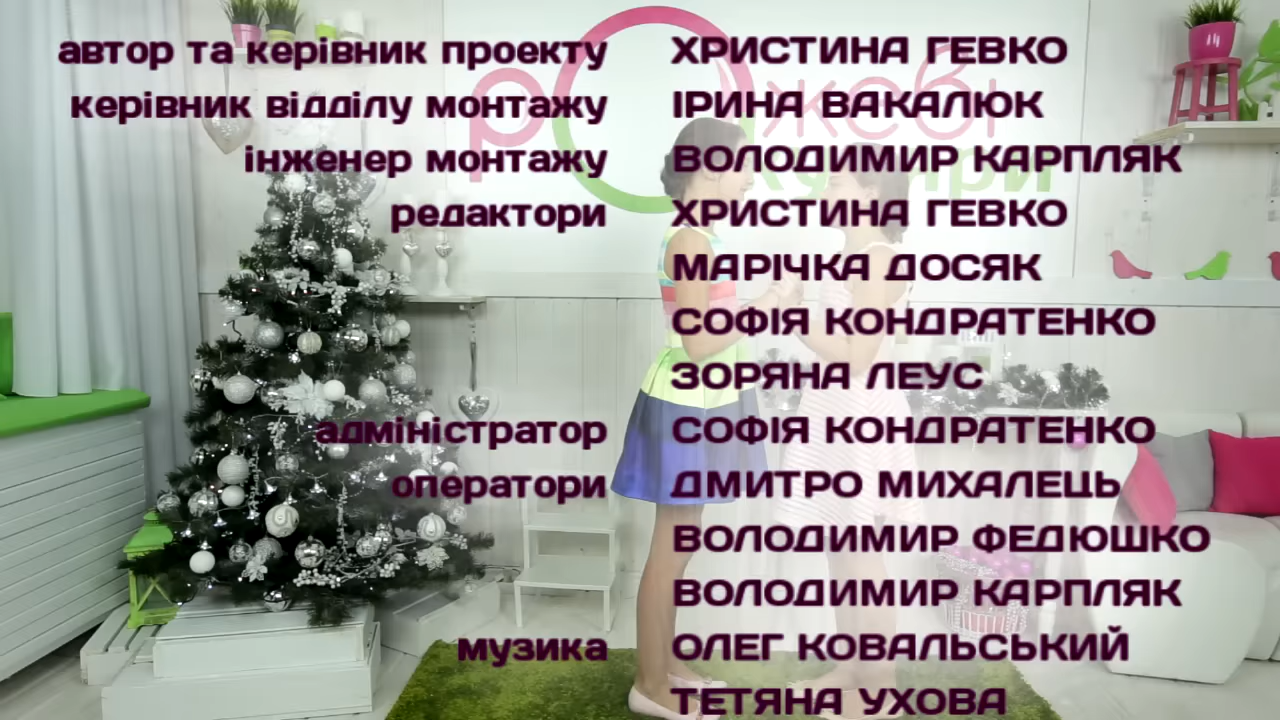 рожеві
кучері
автор та керівник проекту ХРИСТИНА ГЕВКО
керівник відділу монтажу ІРИНА ВАКАЛЮК
інженер монтажу ВОЛОДИМИР КАРПЛЯК
редактори ХРИСТИНА ГЕВКО
МАРІЧКА ДОСЯК
СОФІЯ КОНДРАТЕНКО
ЗОРЯНА ЛЕУС
адміністратор СОФІЯ КОНДРАТЕНКО
оператори ДМИТРО МИХАЛЕЦЬ
ВОЛОДИМИР ФЕДЮШКО
ВОЛОДИМИР КАРПЛЯК
музика ОЛЕГ КОВАЛЬСЬКИЙ
ТЕТЯНА УХОВА